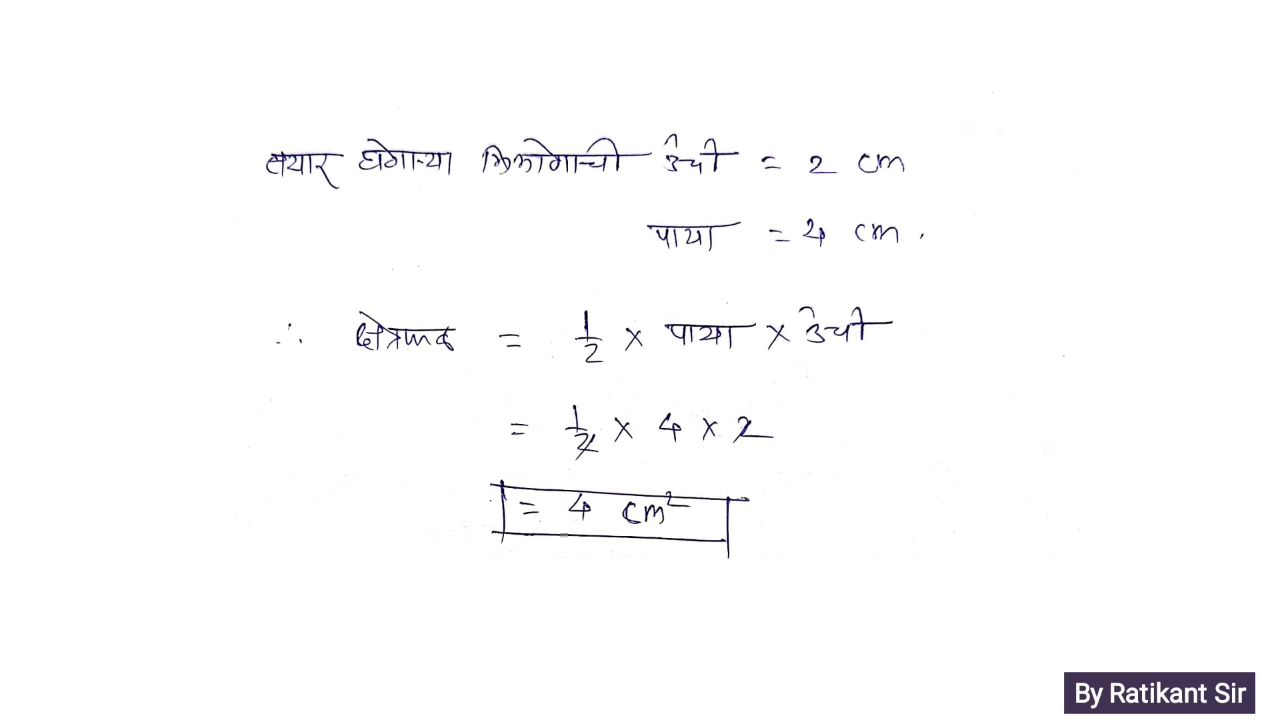 तयार होणाऱ्या त्रिकोणाची उंची = 2 cm
पाया = 4 cm.
∴ क्षेत्रफळ = 1/2 × पाया × उंची
= 1/2 × 4 × 2
= 4 cm²
By Ratikant Sir